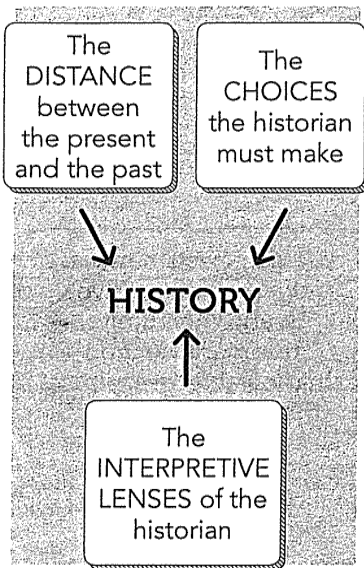 The
DISTANCE
between
the present
and the past
The
CHOICES
the historian
must make
HISTORY
The
INTERPRETIVE
LENSES of the
historian